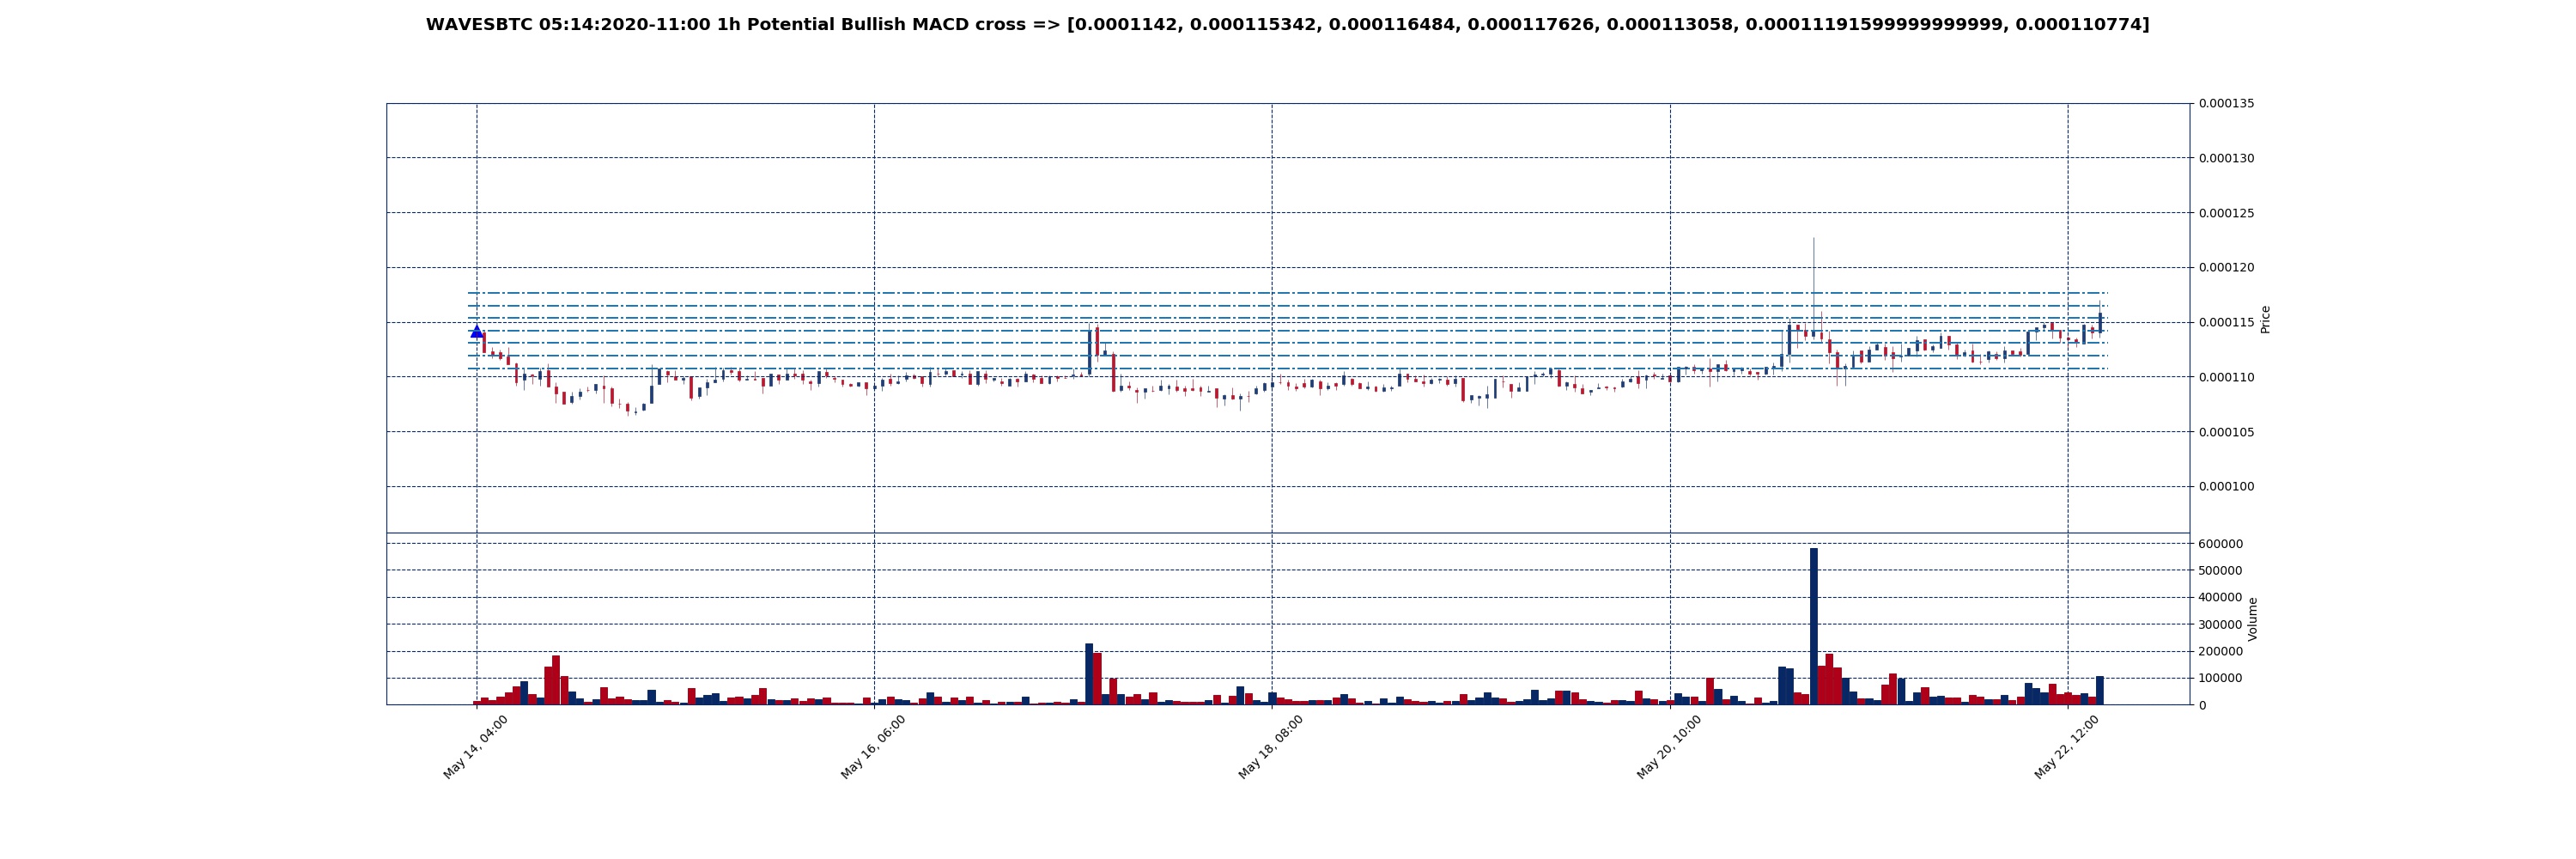 WAVESBTC 05:14:2020-11:00 1h Potential Bullish MACD cross => [0.0001142, 0.000115342, 0.000116484, 0.000117626, 0.000113058, 0.00011191599999999999, 0.000110774]
0.000135
0.000130
0.000125
0.000120
0.000115
0.000110
0.000105
0.000100
Price
600000
500000
400000
300000
200000
100000
0
Volume
May 14, 04:00
May 16, 06:00
May 18, 08:00
May 20, 10:00
May 22, 12:00